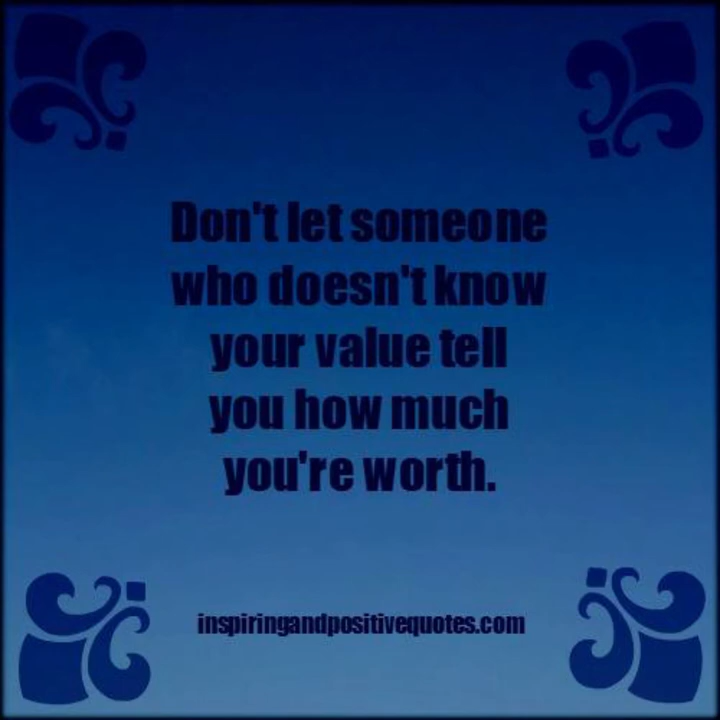 Don't let someone
who doesn't know
your value tell
you how much
you're worth.
inspiringandpositivequotes.com